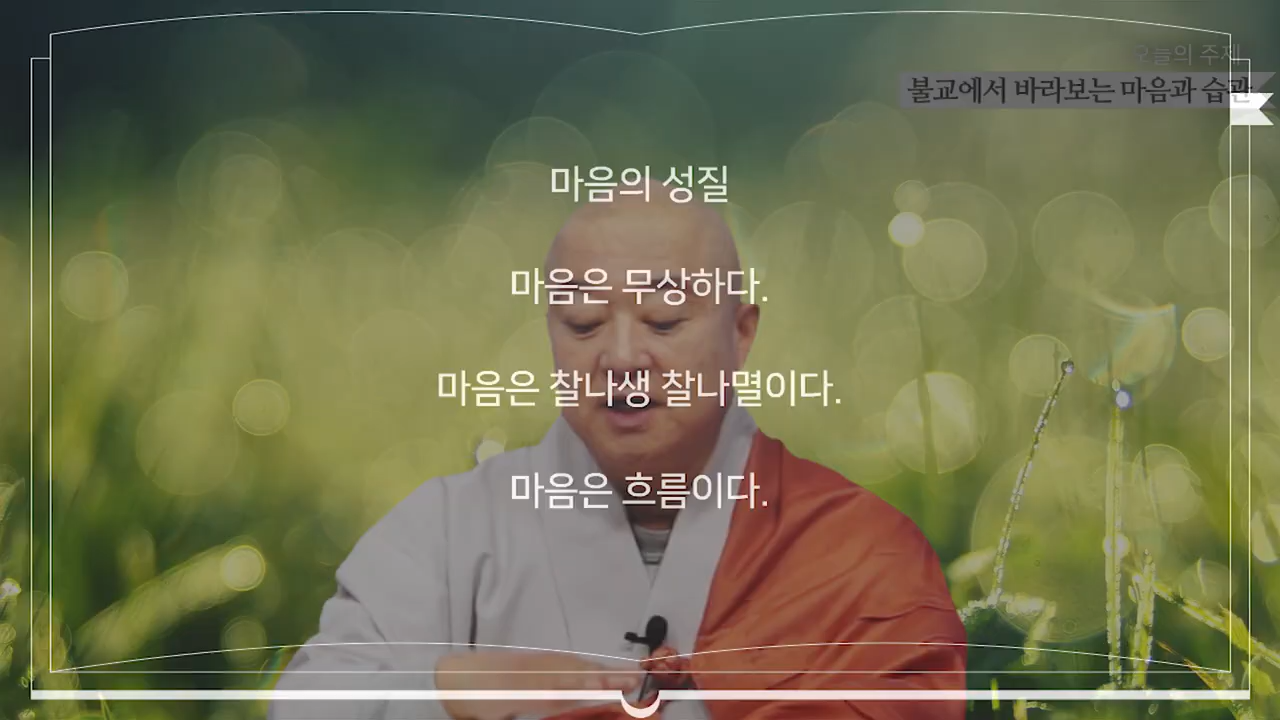 오늘의 주제
불교에서 바라보는 마음과 습관
마음의 성질
마음은 무상하다.
마음은 찰나생 찰나멸이다.
마음은 흐름이다.